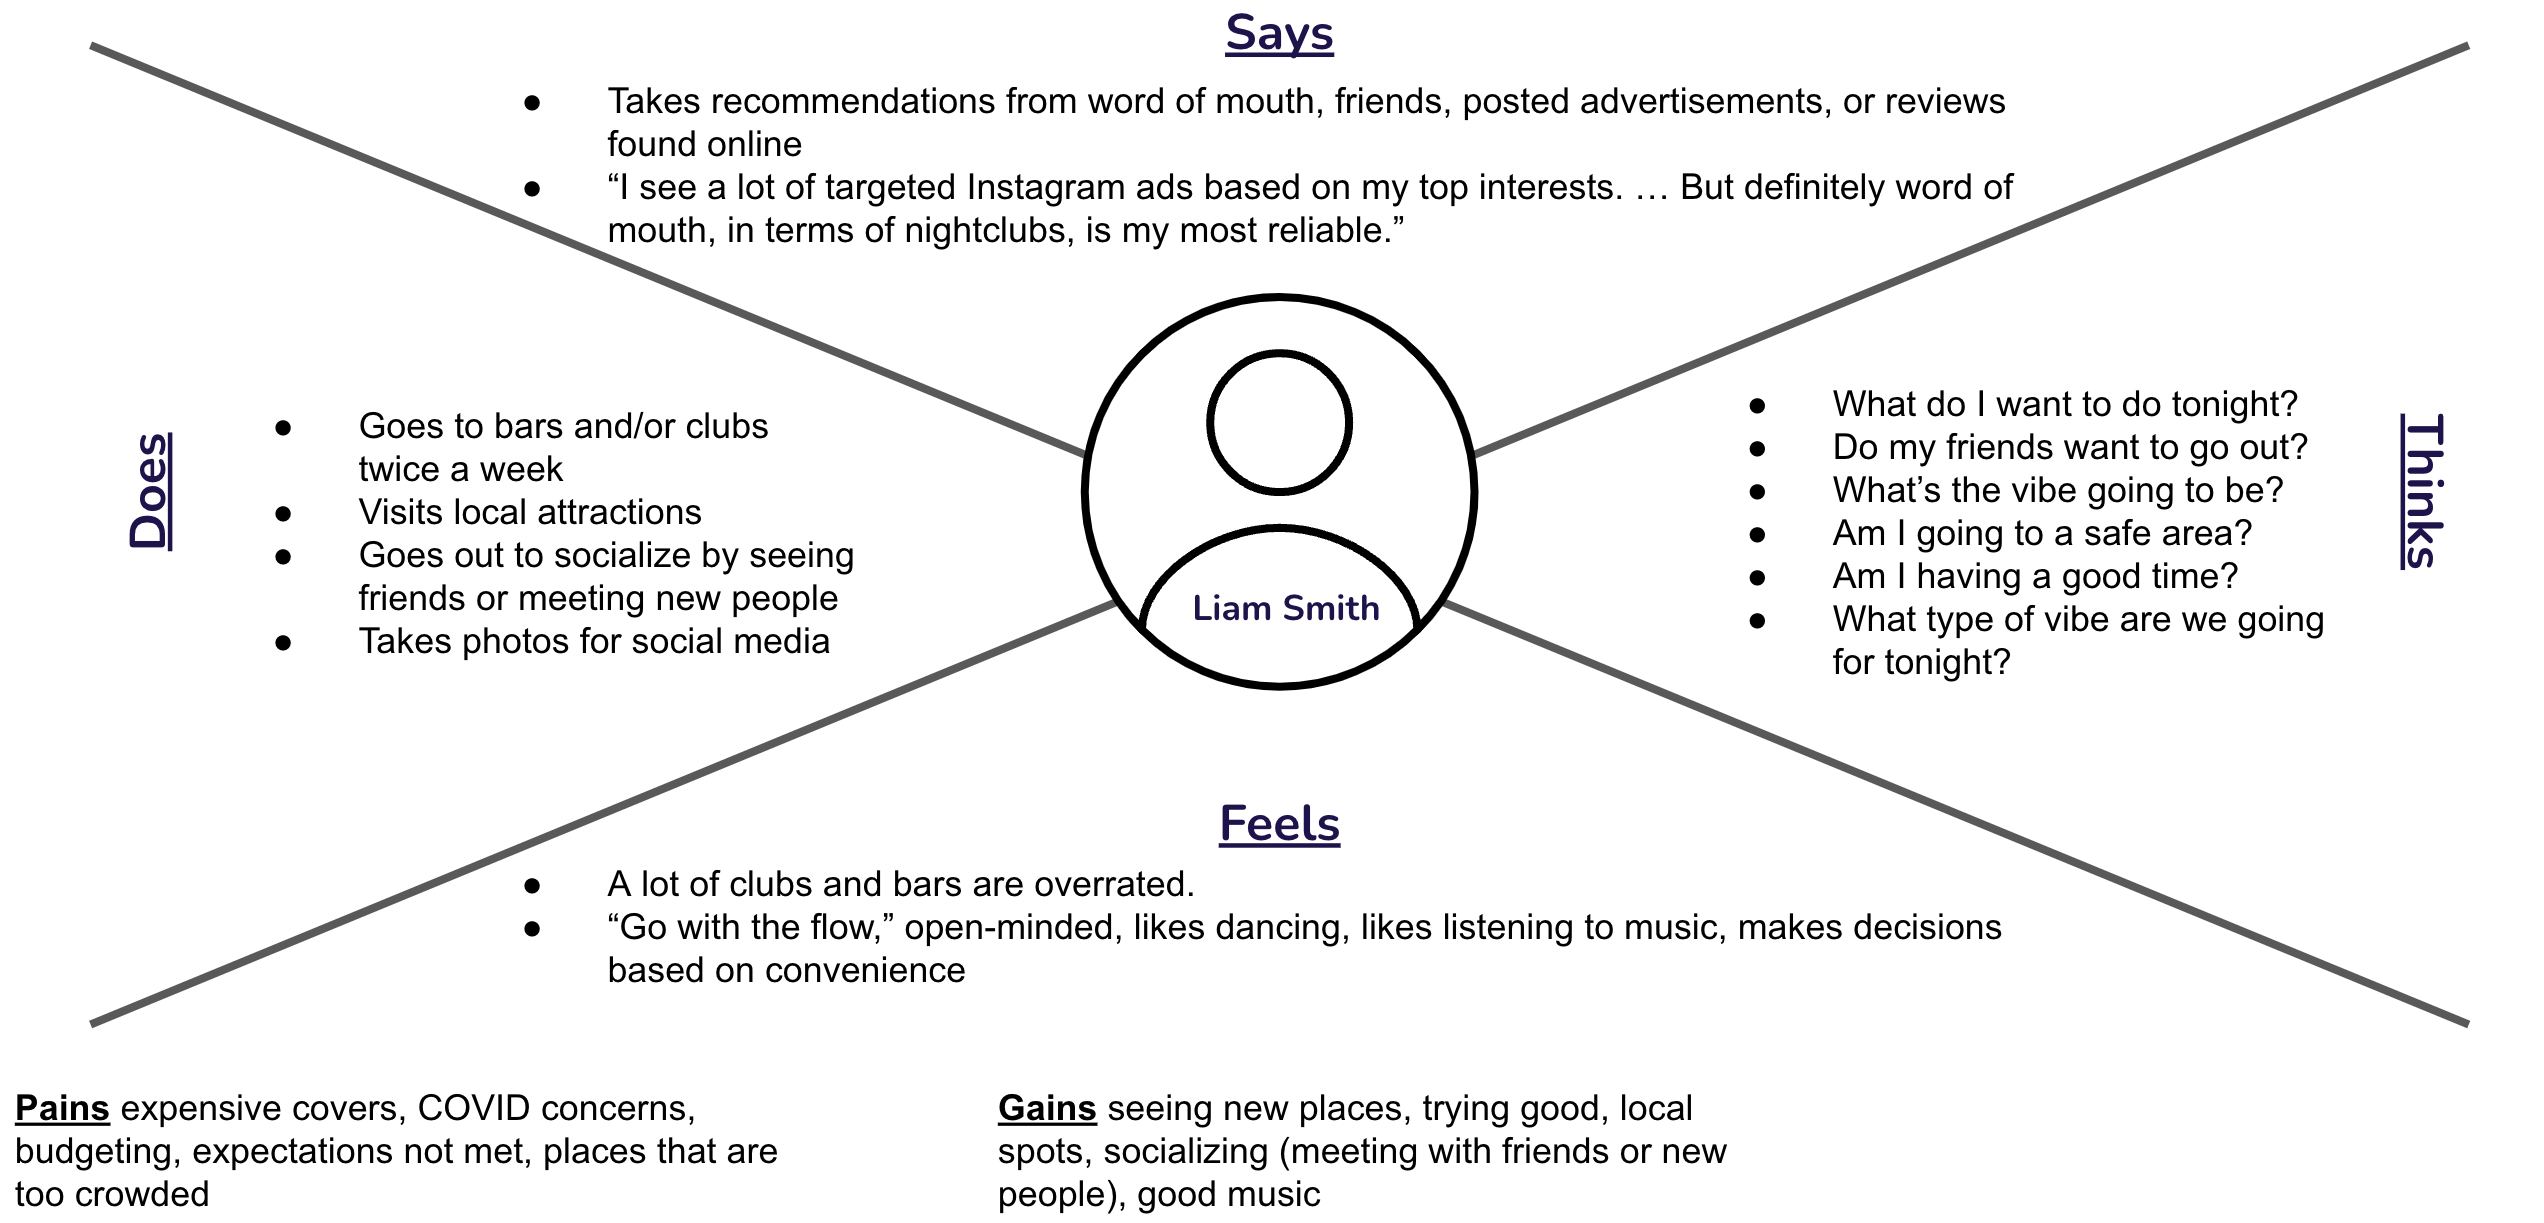 Says
● Takes recommendations from word of mouth, friends, posted advertisements, or reviews
found online
● “I see a lot of targeted Instagram ads based on my top interests. … But definitely word of
mouth, in terms of nightclubs, is my most reliable.”
Does
● Goes to bars and/or clubs
twice a week
● Visits local attractions
● Goes out to socialize by seeing
friends or meeting new people
● Takes photos for social media
Liam Smith
Thinks
● What do I want to do tonight?
● Do my friends want to go out?
● What’s the vibe going to be?
● Am I going to a safe area?
● Am I having a good time?
● What type of vibe are we going
for tonight?
Feels
● A lot of clubs and bars are overrated.
● “Go with the flow,” open-minded, likes dancing, likes listening to music, makes decisions
based on convenience
Pains expensive covers, COVID concerns,
budgeting, expectations not met, places that are
too crowded
Gains seeing new places, trying good, local
spots, socializing (meeting with friends or new
people), good music